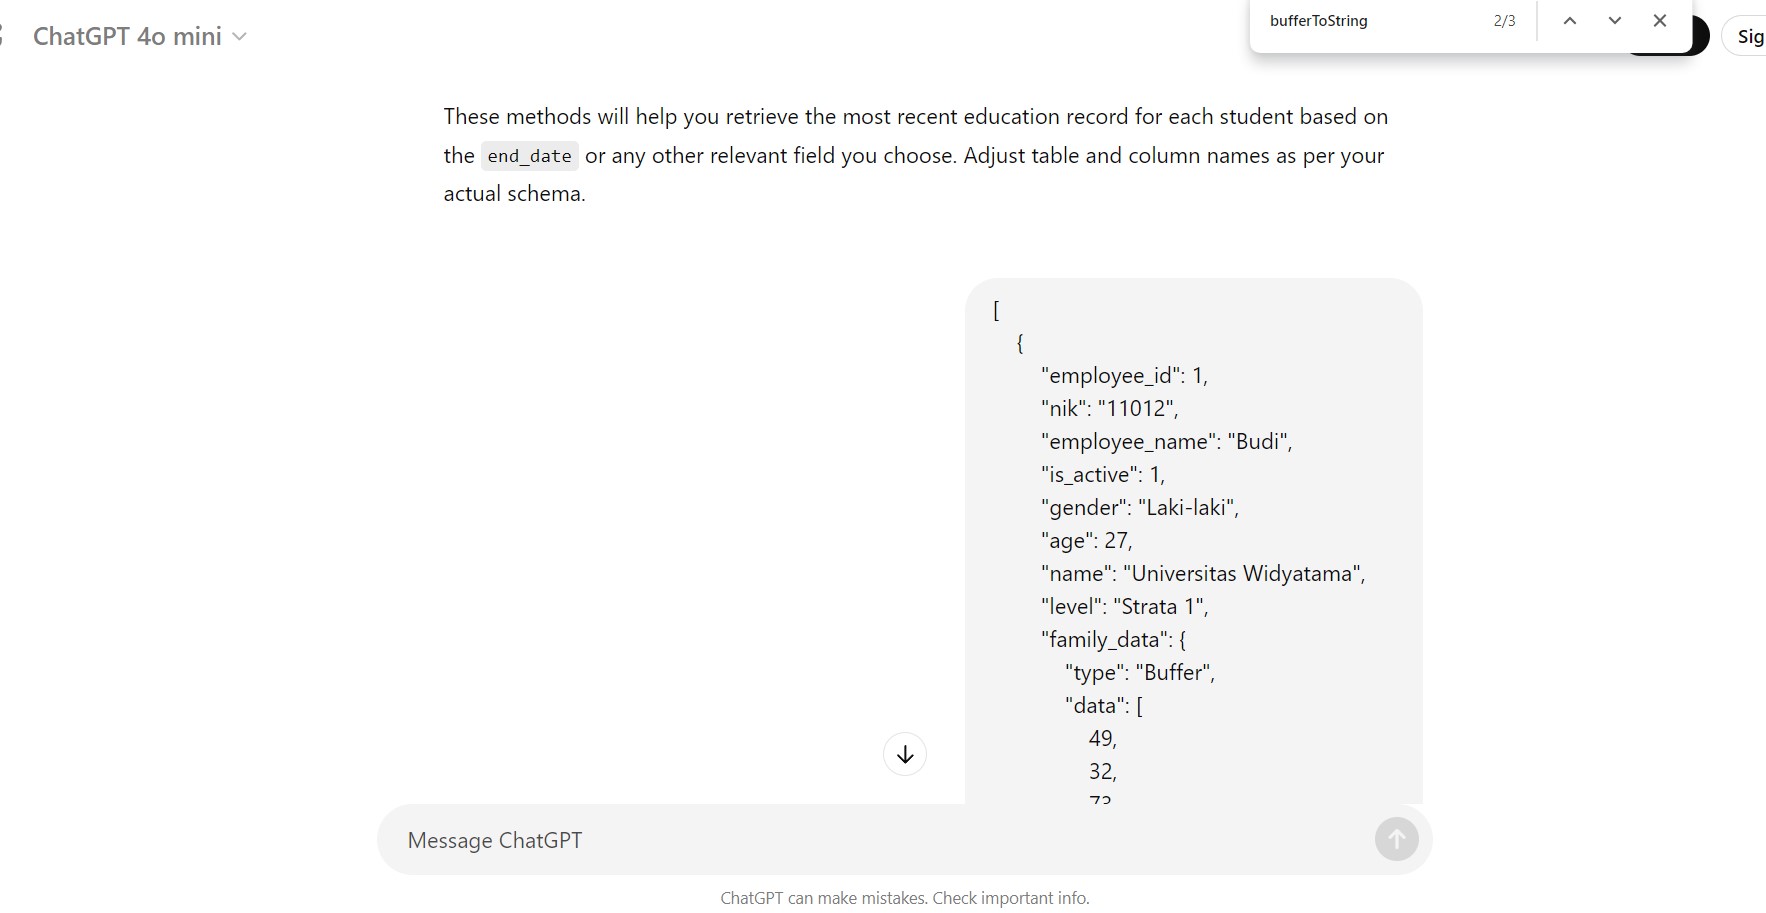 ChatGPT 4o mini
bufferToString 2/3
Sig
These methods will help you retrieve the most recent education record for each student based on
the end_date or any other relevant field you choose. Adjust table and column names as per your
actual schema.
[
{
"employee_id": 1,
"nik": "11012",
"employee_name": "Budi",
"is_active": 1,
"gender": "Laki-laki",
"age": 27,
"name": "Universitas Widyatama",
"level": "Strata 1",
"family_data": {
"type": "Buffer",
"data": [
49,
32,
73
Message ChatGPT
ChatGPT can make mistakes. Check important info.